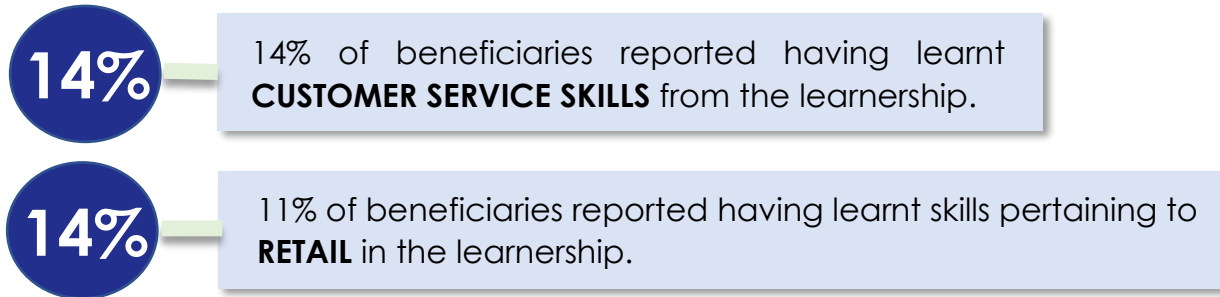 14%
14% of beneficiaries reported having learnt
CUSTOMER SERVICE SKILLS from the learnership.
14%
11% of beneficiaries reported having learnt skills pertaining to
RETAIL in the learnership.